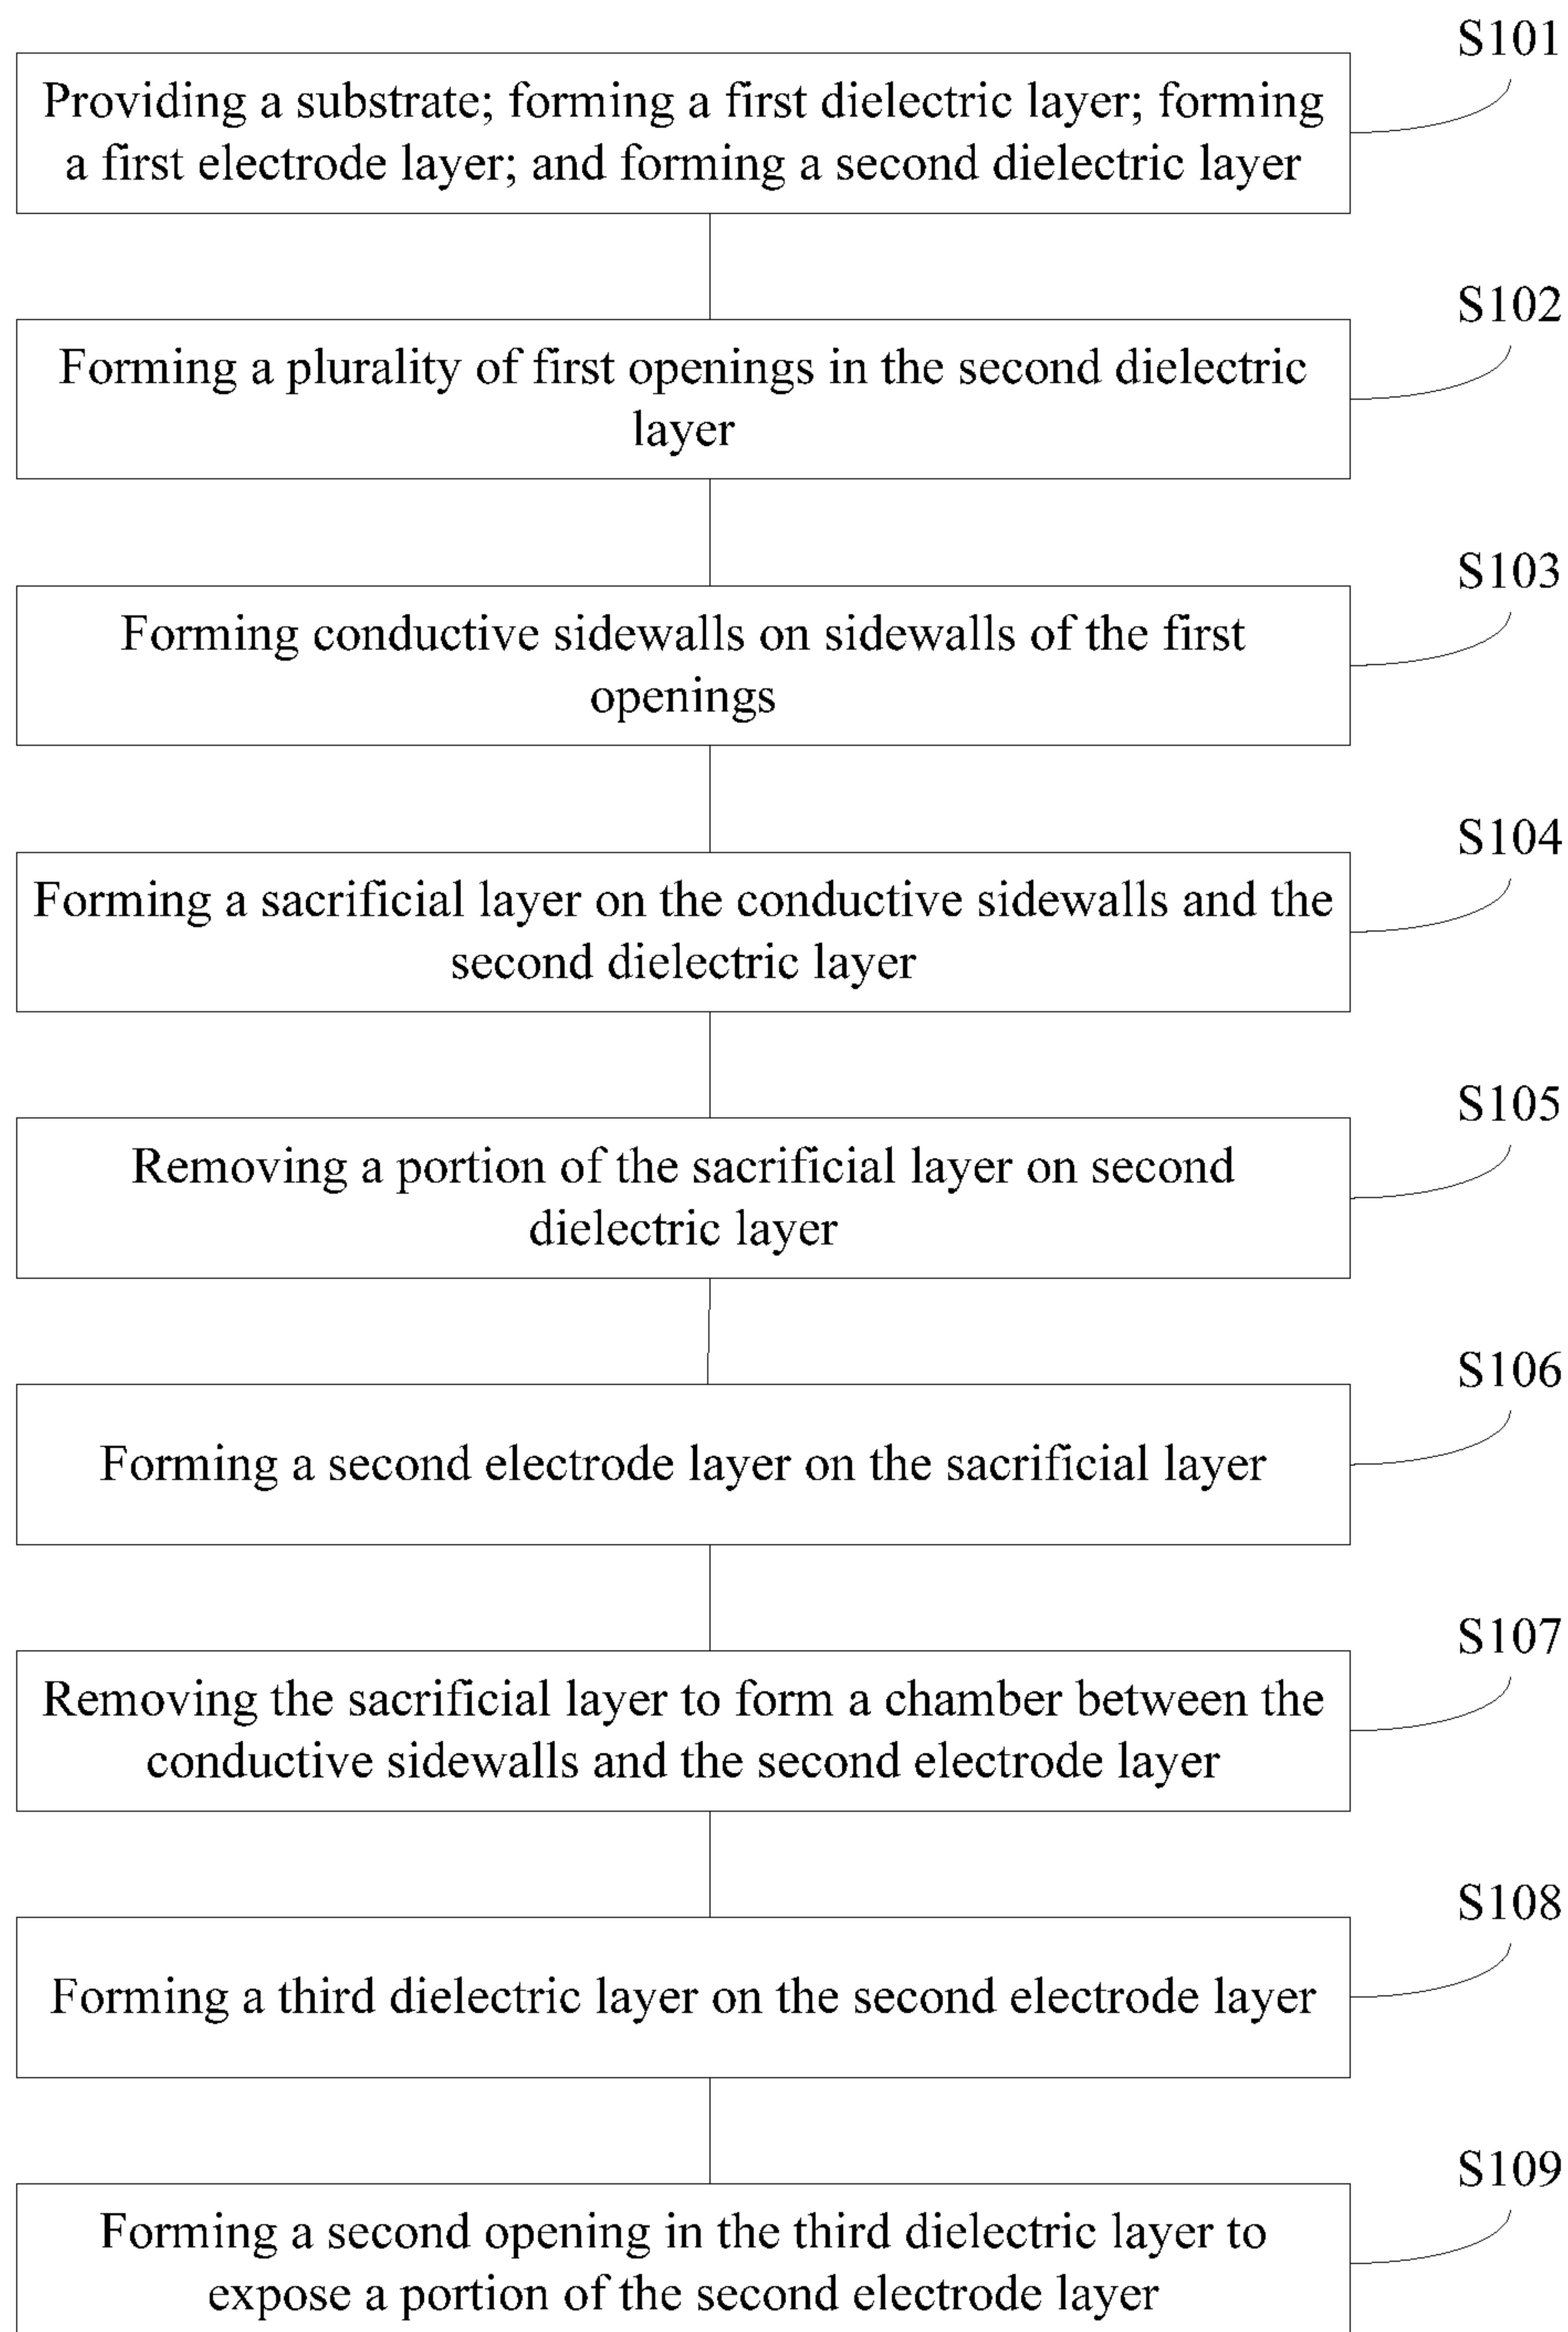 S101
Providing a substrate; forming a first dielectric layer; forming
a first electrode layer; and forming a second dielectric layer
S102
Forming a plurality of first openings in the second dielectric
layer
S103
Forming conductive sidewalls on sidewalls of the first
openings
S104
Forming a sacrificial layer on the conductive sidewalls and the
second dielectric layer
S105
Removing a portion of the sacrificial layer on second
dielectric layer
S106
Forming a second electrode layer on the sacrificial layer
S107
Removing the sacrificial layer to form a chamber between the
conductive sidewalls and the second electrode layer
S108
Forming a third dielectric layer on the second electrode layer
S109
Forming a second opening in the third dielectric layer to
expose a portion of the second electrode layer